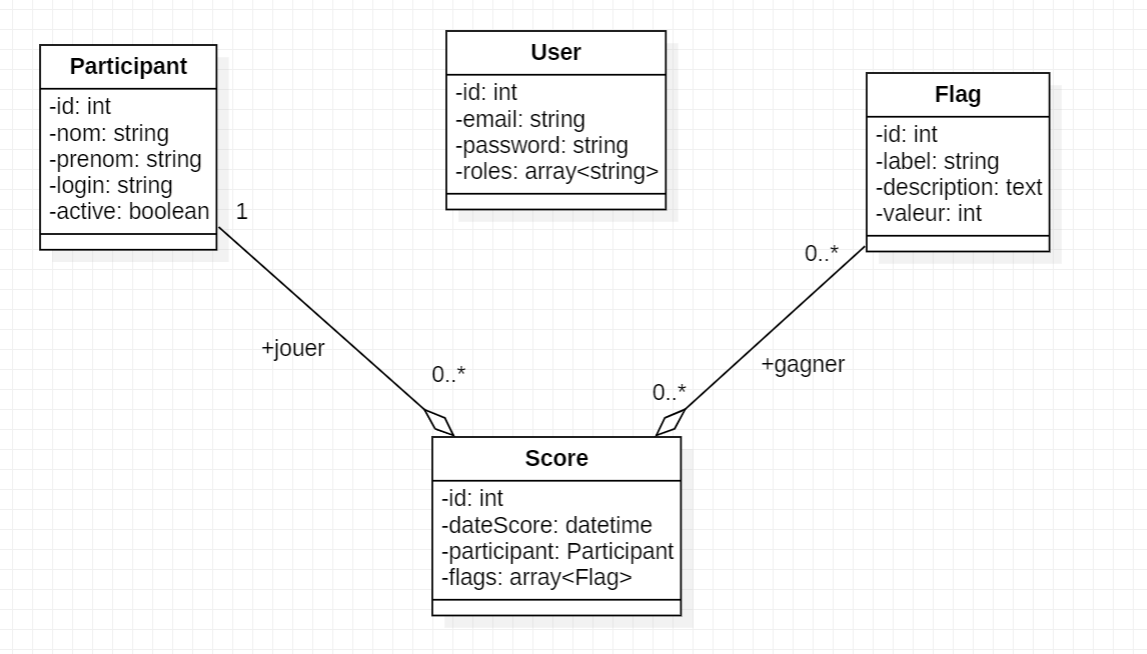 Participant
-id: int
-nom: string
-prenom: string
-login: string
-active: boolean
1
User
-id: int
-email: string
-password: string
-roles: array<string>
Flag
-id: int
-label: string
-description: text
-valeur: int
0..*
+jouer
0..*
+gagner
0..*
Score
-id: int
-dateScore: datetime
-participant: Participant
-flags: array<Flag>